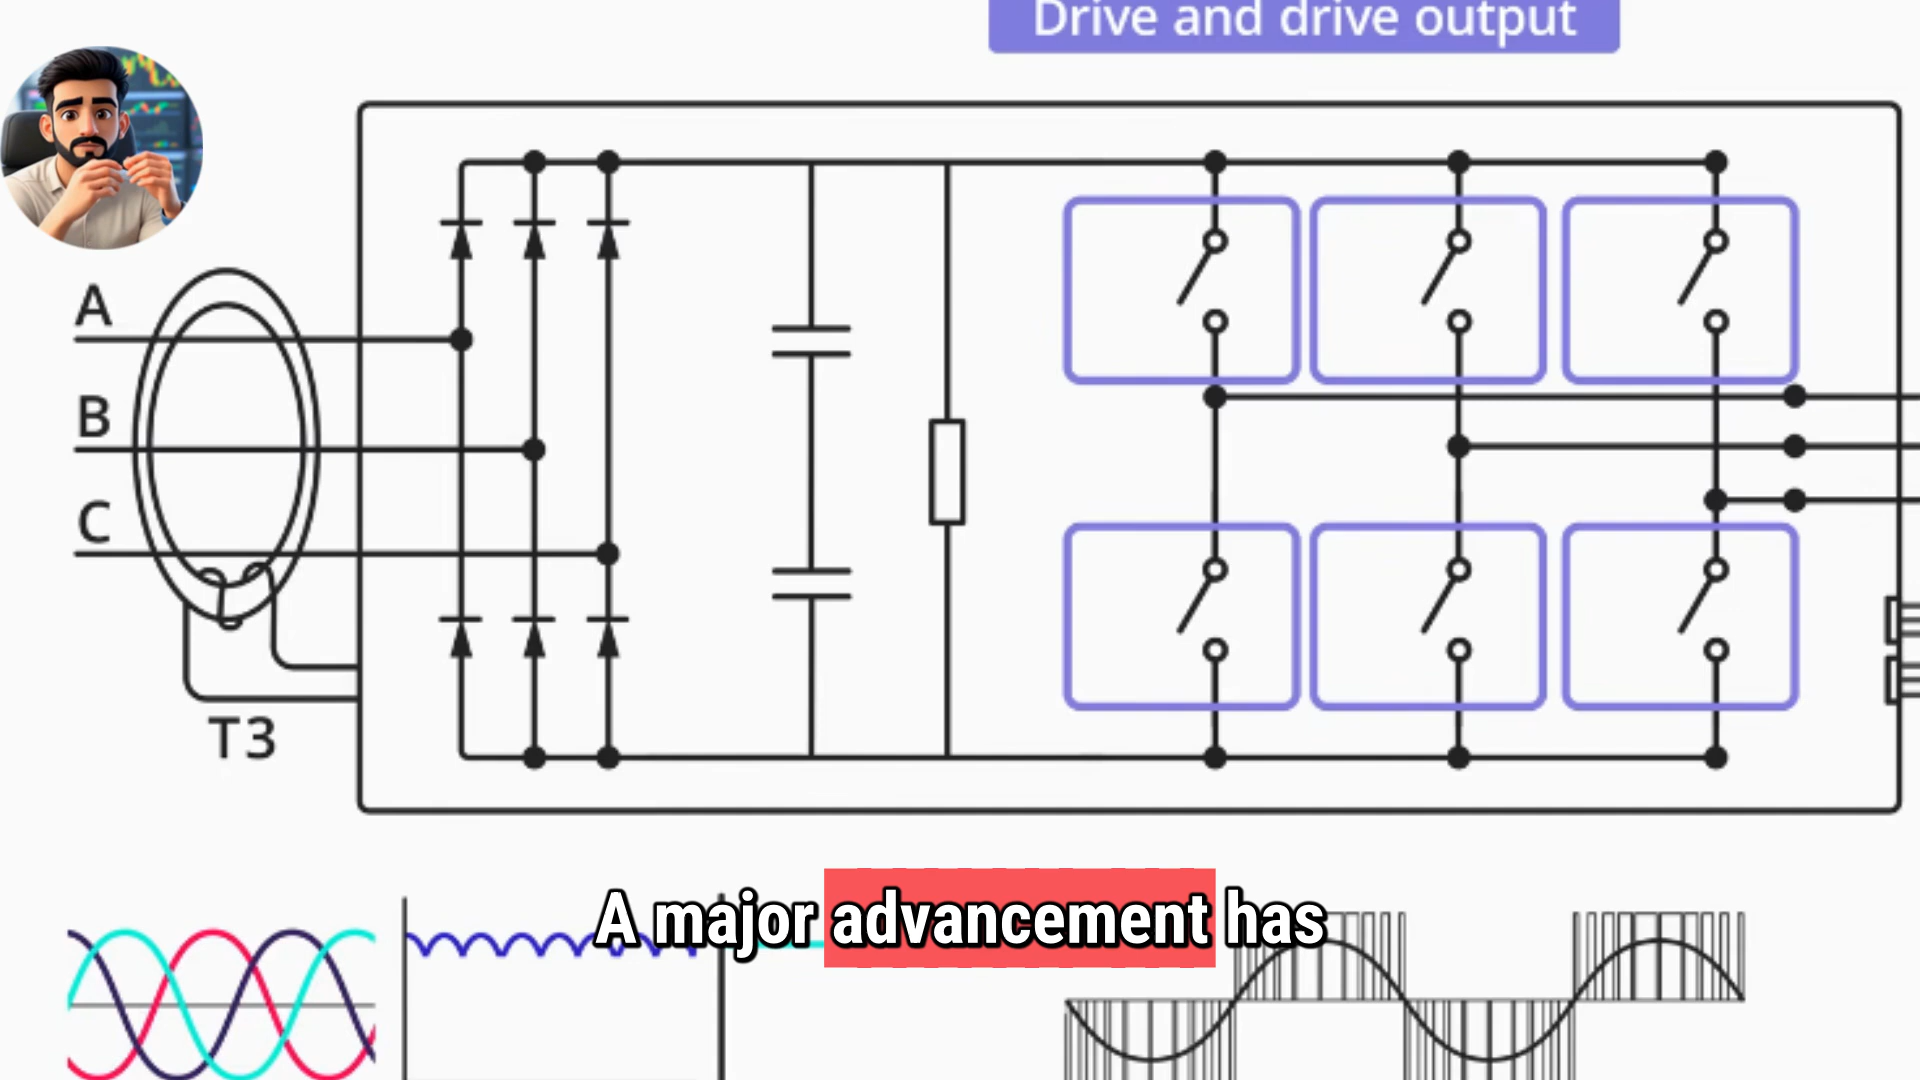 Drive and drive output
A
B
C
T3
A major advancement has